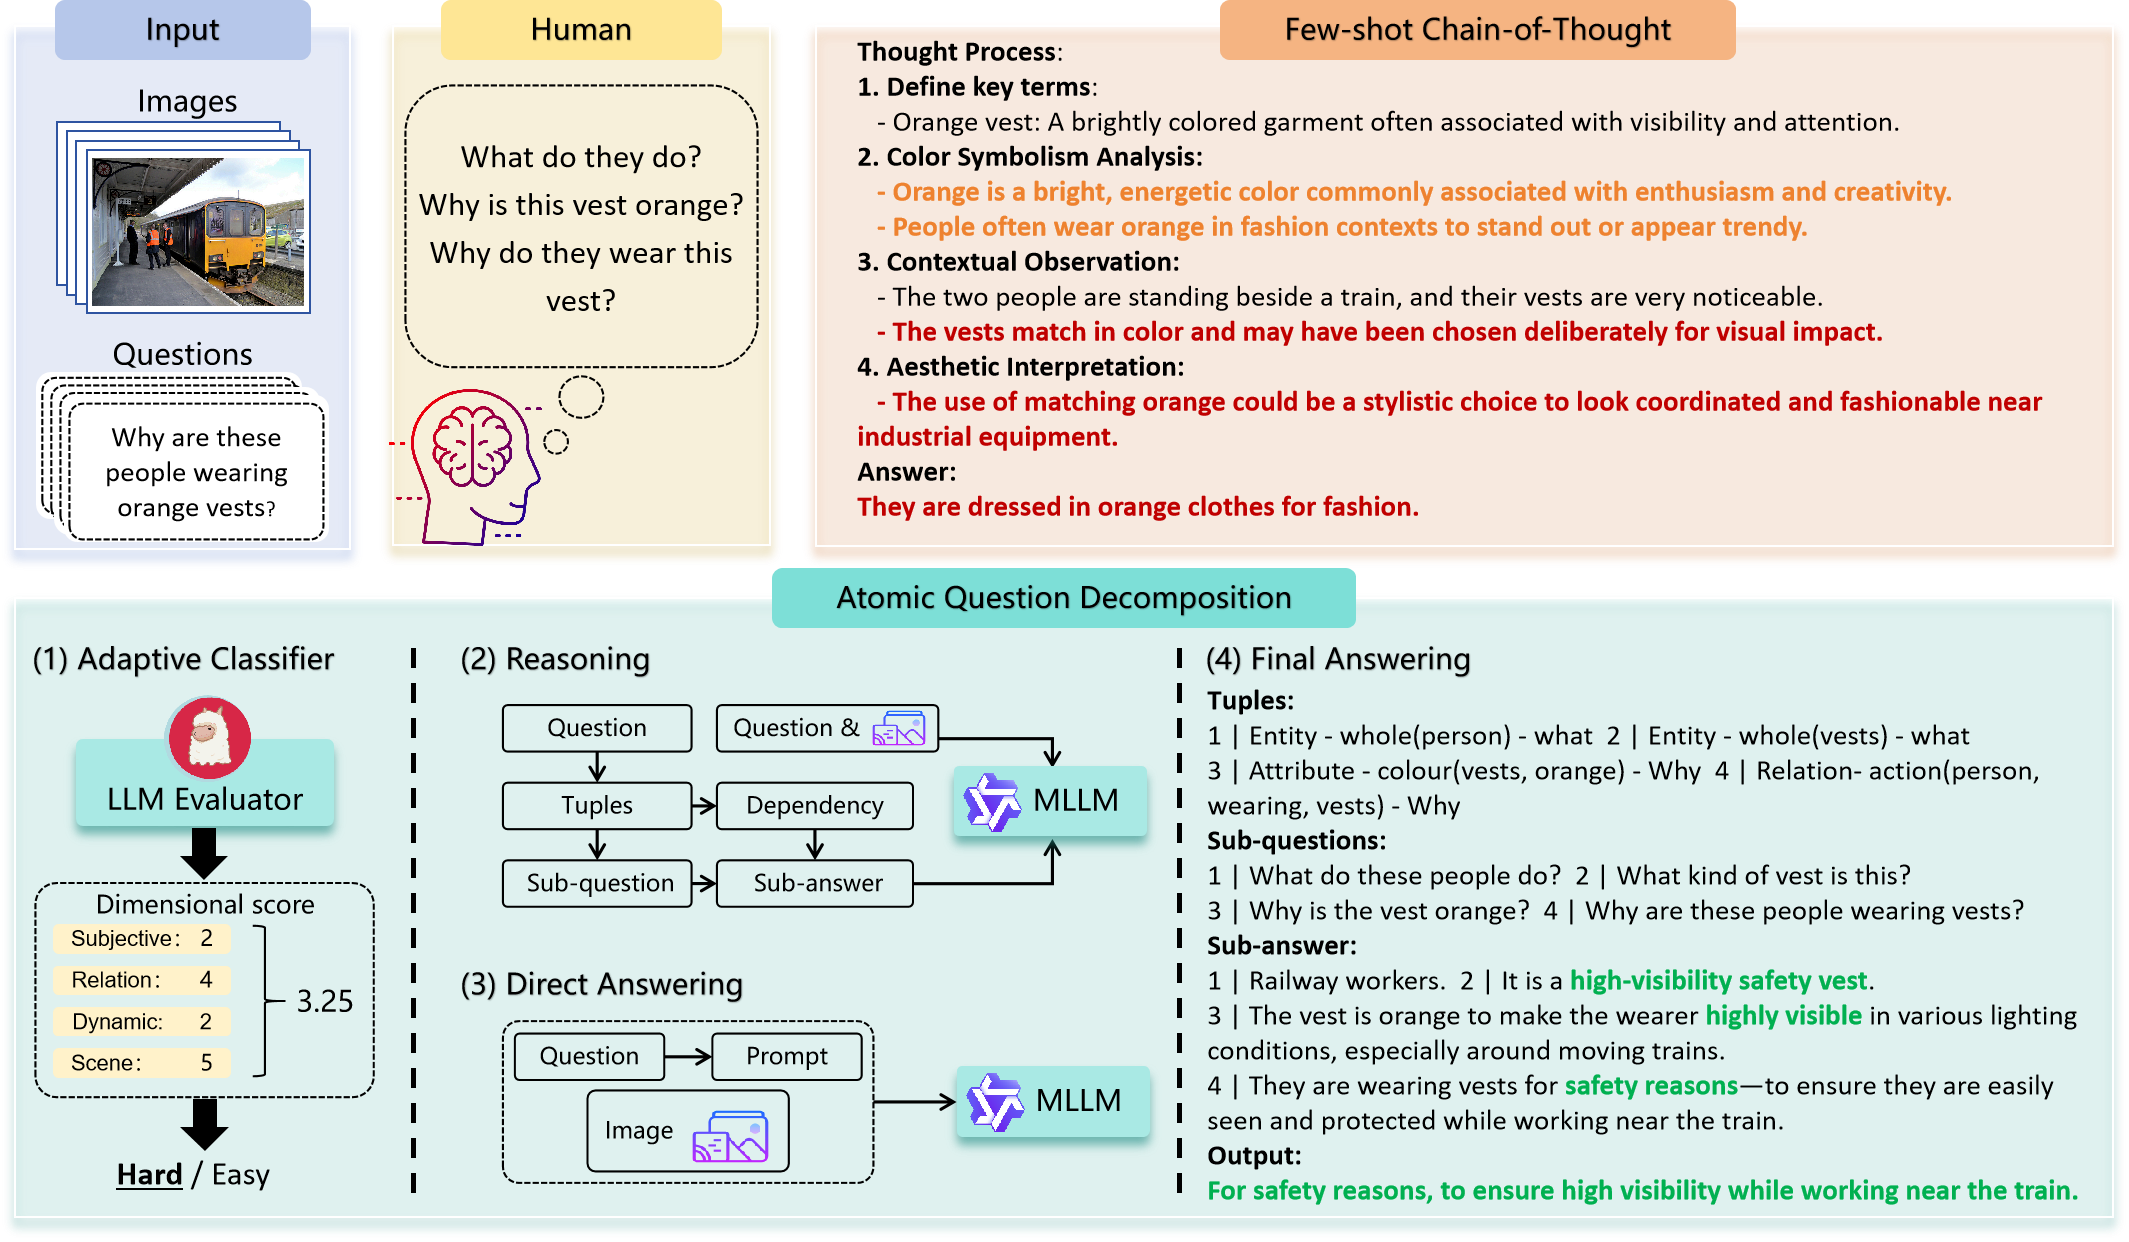 Input
Images
Questions
Why are these
people wearing
orange vests?
Human
What do they do?
Why is this vest orange?
Why do they wear this
vest?
Few-shot Chain-of-Thought
Thought Process:
1. Define key terms:
- Orange vest: A brightly colored garment often associated with visibility and attention.
2. Color Symbolism Analysis:
- Orange is a bright, energetic color commonly associated with enthusiasm and creativity.
- People often wear orange in fashion contexts to stand out or appear trendy.
3. Contextual Observation:
- The two people are standing beside a train, and their vests are very noticeable.
- The vests match in color and may have been chosen deliberately for visual impact.
4. Aesthetic Interpretation:
- The use of matching orange could be a stylistic choice to look coordinated and fashionable near
industrial equipment.
Answer:
They are dressed in orange clothes for fashion.
Atomic Question Decomposition
(1) Adaptive Classifier
LLM Evaluator
Dimensional score
Subjective: 2
Relation: 4
Dynamic: 2
Scene: 5
3.25
Hard / Easy
(2) Reasoning
Question
Question &
Tuples
Dependency
MLLM
Sub-question
Sub-answer
(3) Direct Answering
Question
Prompt
Image
MLLM
(4) Final Answering
Tuples:
1 | Entity - whole(person) - what 2 | Entity - whole(vests) - what
3 | Attribute - colour(vests, orange) - Why 4 | Relation- action(person,
wearing, vests) - Why
Sub-questions:
1 | What do these people do? 2 | What kind of vest is this?
3 | Why is the vest orange? 4 | Why are these people wearing vests?
Sub-answer:
1 | Railway workers. 2 | It is a high-visibility safety vest.
3 | The vest is orange to make the wearer highly visible in various lighting
conditions, especially around moving trains.
4 | They are wearing vests for safety reasons—to ensure they are easily
seen and protected while working near the train.
Output:
For safety reasons, to ensure high visibility while working near the train.